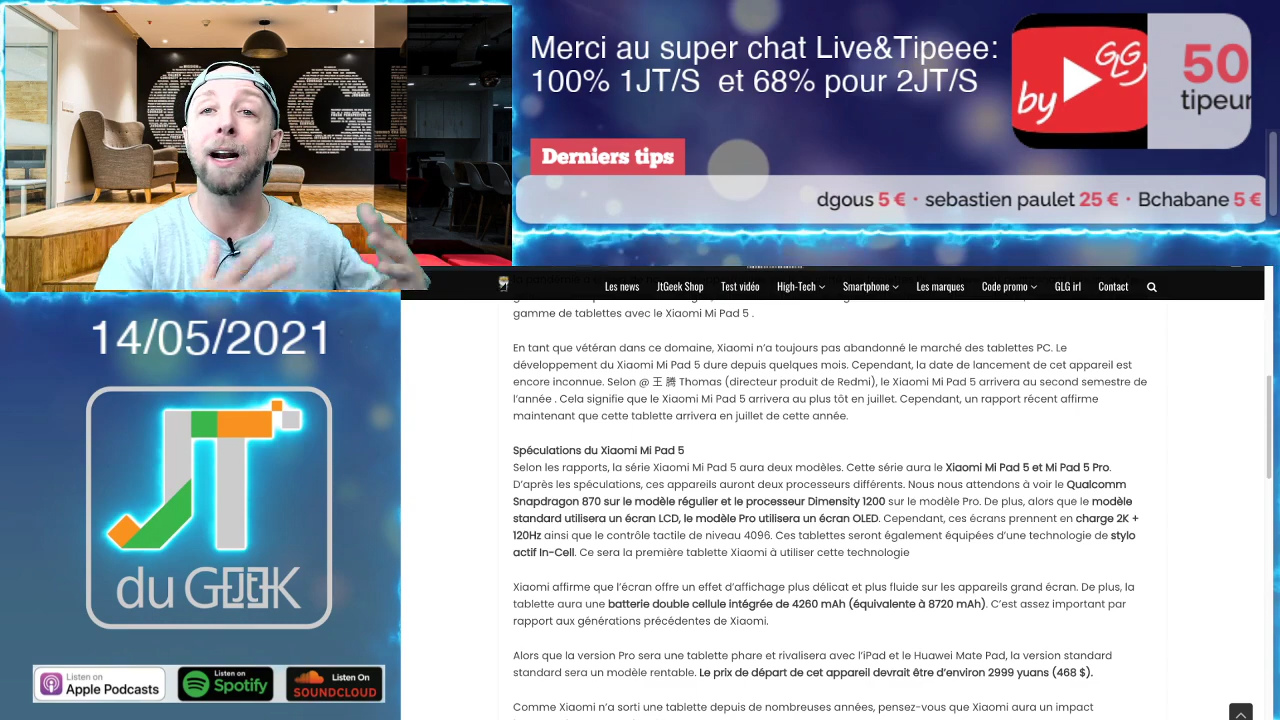 Merci au super chat Live&Tipeee:
100% 1JT/S et 68% pour 2JT/S
by GLG
50
tipeur
Derniers tips
dgous 5 € · sebastien paulet 25 € · Bchabane 5 €
Les news JtGeek Shop Test vidéo High-Tech Smartphone Les marques Code promo GLG irl Contact
gamme de tablettes avec le Xiaomi Mi Pad 5 .
En tant que vétéran dans ce domaine, Xiaomi n’a toujours pas abandonné le marché des tablettes PC. Le
développement du Xiaomi Mi Pad 5 dure depuis quelques mois. Cependant, la date de lancement de cet appareil est
encore inconnue. Selon @ 王 腾 Thomas (directeur produit de Redmi), le Xiaomi Mi Pad 5 arrivera au second semestre de
l’année . Cela signifie que le Xiaomi Mi Pad 5 arrivera au plus tôt en juillet. Cependant, un rapport récent affirme
maintenant que cette tablette arrivera en juillet de cette année.
Spéculations du Xiaomi Mi Pad 5
Selon les rapports, la série Xiaomi Mi Pad 5 aura deux modèles. Cette série aura le Xiaomi Mi Pad 5 et Mi Pad 5 Pro.
D’après les spéculations, ces appareils auront deux processeurs différents. Nous nous attendons à voir le Qualcomm
Snapdragon 870 sur le modèle régulier et le processeur Dimensity 1200 sur le modèle Pro. De plus, alors que le modèle
standard utilisera un écran LCD, le modèle Pro utilisera un écran OLED. Cependant, ces écrans prennent en charge 2K +
120Hz ainsi que le contrôle tactile de niveau 4096. Ces tablettes seront également équipées d’une technologie de stylo
actif In-Cell. Ce sera la première tablette Xiaomi à utiliser cette technologie
Xiaomi affirme que l’écran offre un effet d’affichage plus délicat et plus fluide sur les appareils grand écran. De plus, la
tablette aura une batterie double cellule intégrée de 4260 mAh (équivalente à 8720 mAh). C’est assez important par
rapport aux générations précédentes de Xiaomi.
Alors que la version Pro sera une tablette phare et rivalisera avec l’iPad et le Huawei Mate Pad, la version standard
standard sera un modèle rentable. Le prix de départ de cet appareil devrait être d’environ 2999 yuans (468 $).
Comme Xiaomi n’a sorti une tablette depuis de nombreuses années, pensez-vous que Xiaomi aura un impact
14/05/2021
JT
du GEEK
Listen on
Apple Podcasts
Listen on
Spotify
Listen On
SOUNDCLOUD